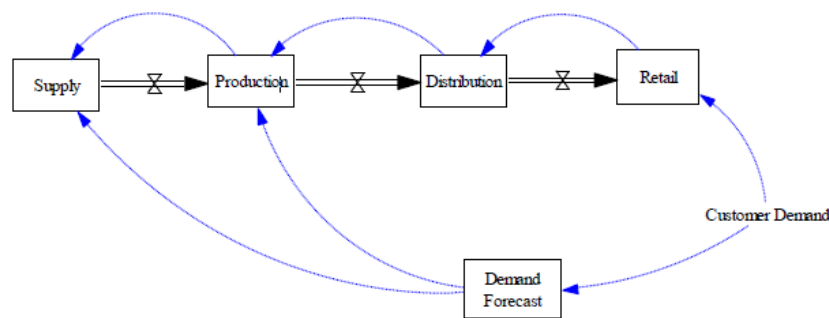 Supply
Production
Distribution
Retail
Customer Demand
Demand
Forecast